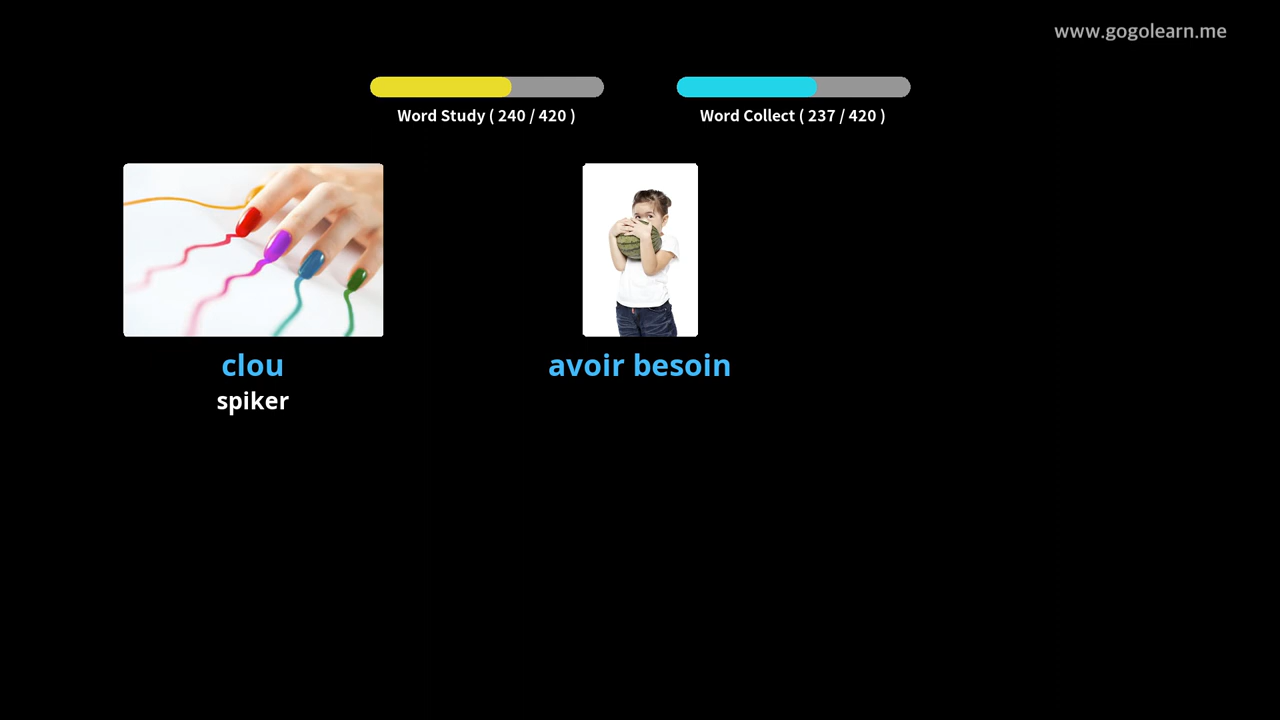 www.gogolearn.me
Word Study ( 240 / 420 )
Word Collect ( 237 / 420 )
clou
spiker
avoir besoin